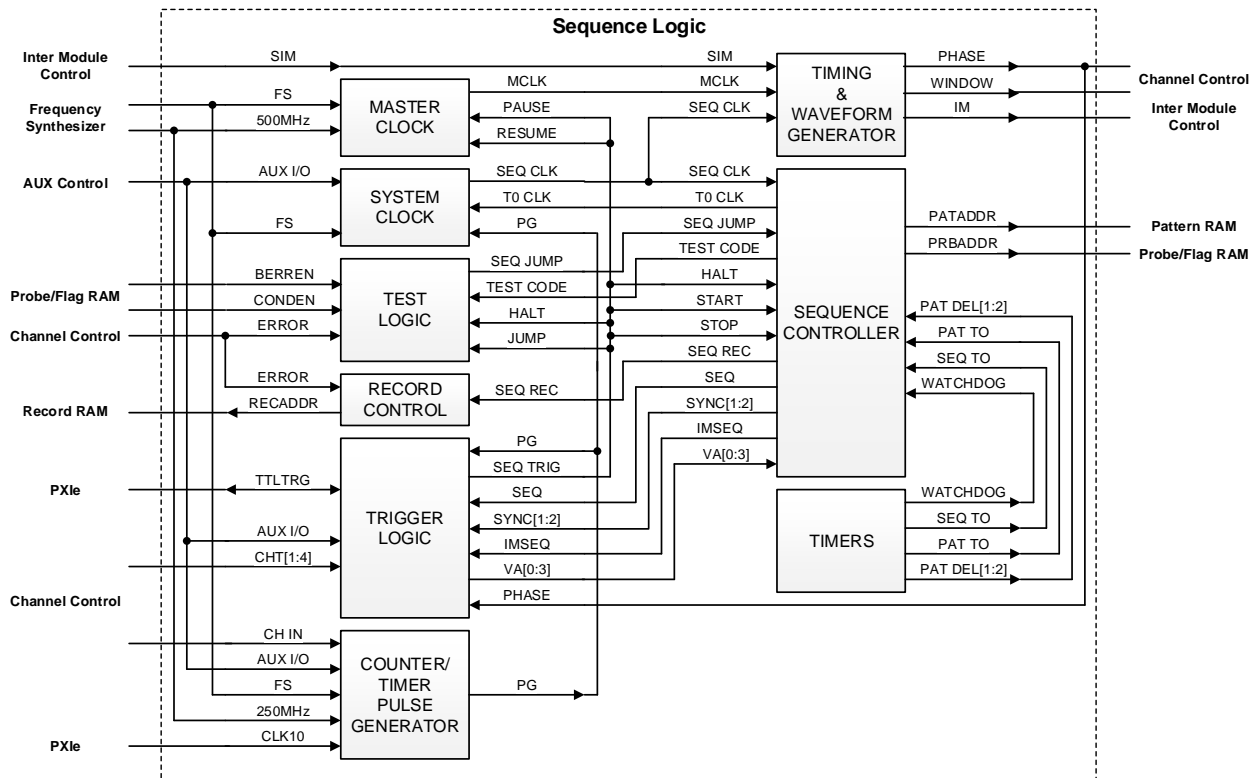 Sequence Logic
Inter Module
Control
SIM
SIM
TIMING
&
WAVEFORM
GENERATOR
PHASE
WINDOW
IM
Channel Control
Inter Module
Control
Frequency
Synthesizer
FS
500MHz
MASTER
CLOCK
MCLK
MCLK
PAUSE
SEQ CLK
RESUME
AUX Control
AUX I/O
FS
SYSTEM
CLOCK
SEQ CLK
SEQ CLK
T0 CLK
T0 CLK
PG
SEQ JUMP
TEST CODE
SEQUENCE
CONTROLLER
PATADDR
Pattern RAM
PRBADDR
Probe/Flag RAM
Probe/Flag RAM
BERREN
CONDEN
Channel Control
ERROR
TEST
LOGIC
SEQ JUMP
TEST CODE
HALT
JUMP
HALT
START
STOP
SEQ REC
SEQ
SYNC[1:2]
IMSEQ
VA[0:3]
PAT DEL[1:2]
PAT TO
SEQ TO
WATCHDOG
ERROR
Record RAM
RECADDR
RECORD
CONTROL
SEQ REC
PXIe
TTLTRG
AUX I/O
CHT[1:4]
Channel Control
TRIGGER
LOGIC
PG
SEQ TRIG
SEQ
SYNC[1:2]
IMSEQ
VA[0:3]
PHASE
TIMERS
WATCHDOG
SEQ TO
PAT TO
PAT DEL[1:2]
CH IN
AUX I/O
FS
250MHz
PXIe
CLK10
COUNTER/
TIMER
PULSE
GENERATOR
PG